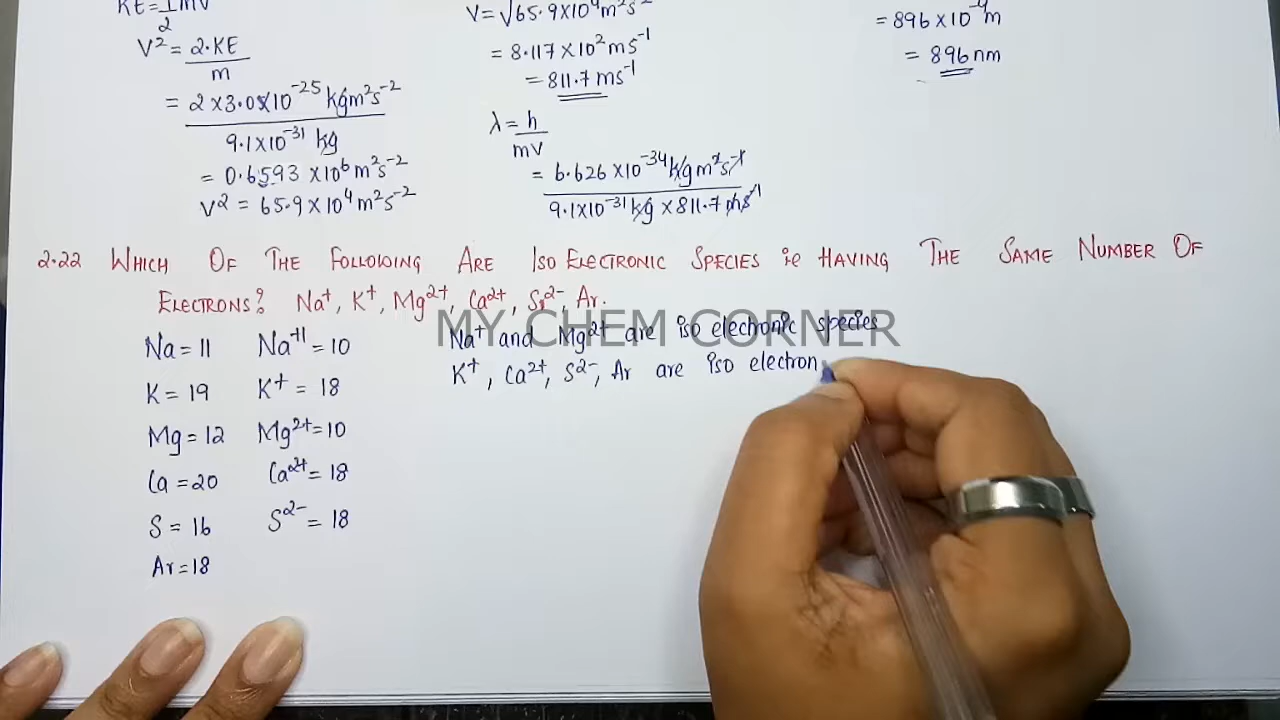 KE = 1/2 mv
V² = 2.KE/m
= 2 × 3.0 × 10⁻²⁵ kgm²s⁻² / 9.1 × 10⁻³¹ kg
= 0.6593 × 10⁶ m²s⁻²
V² = 65.9 × 10⁴ m²s⁻²
V = √65.9 × 10⁴ m²s⁻²
= 8.117 × 10² ms⁻¹
= 811.7 ms⁻¹
λ = h/mv
= 6.626 × 10⁻³⁴ kgm²s⁻¹ / 9.1 × 10⁻³¹ kg × 811.7 ms⁻¹
= 896 × 10⁻⁹ m
= 896 nm
2.22 WHICH OF THE FOLLOWING ARE ISO ELECTRONIC SPECIES ie HAVING THE SAME NUMBER OF
ELECTRONS? Na⁺, K⁺, Mg²⁺, Ca²⁺, S²⁻, Ar.
MY CHEM CORNER
Na = 11 Na⁺¹ = 10
K = 19 K⁺ = 18
Mg = 12 Mg²⁺ = 10
Ca = 20 Ca²⁺ = 18
S = 16 S²⁻ = 18
Ar = 18
Na⁺ and Mg²⁺ are iso electronic species
K⁺, Ca²⁺, S²⁻, Ar are iso electron